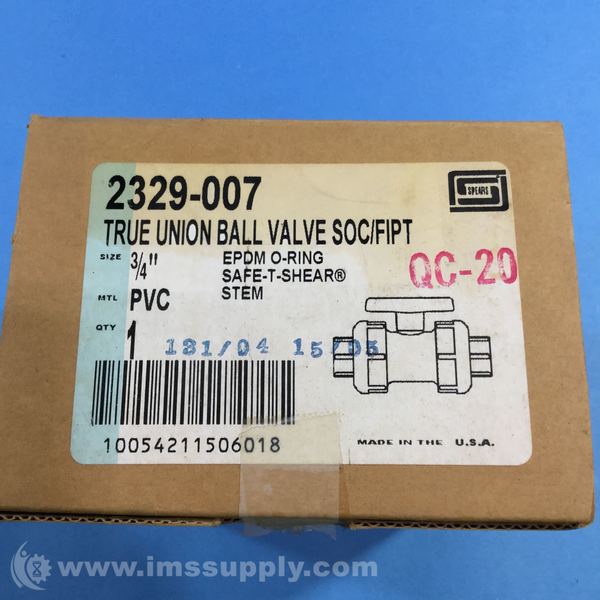 2329-007
SPEARS
TRUE UNION BALL VALVE SOC/FIPT
SIZE 3/4" EPDM O-RING
SAFE-T-SHEAR®
QC-20
MTL PVC STEM
QTY 1 131/04 15/05
10054211506018
MADE IN THE U.S.A.
www.imssupply.com